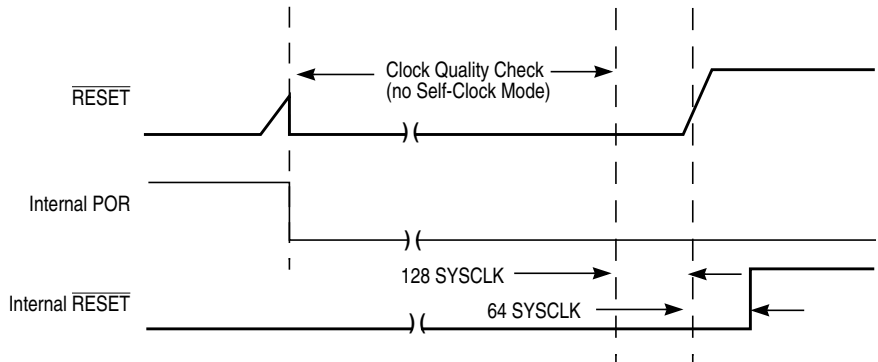 Clock Quality Check
(no Self-Clock Mode)
RESET
)(
Internal POR
)(
128 SYSCLK
Internal RESET
64 SYSCLK
)(